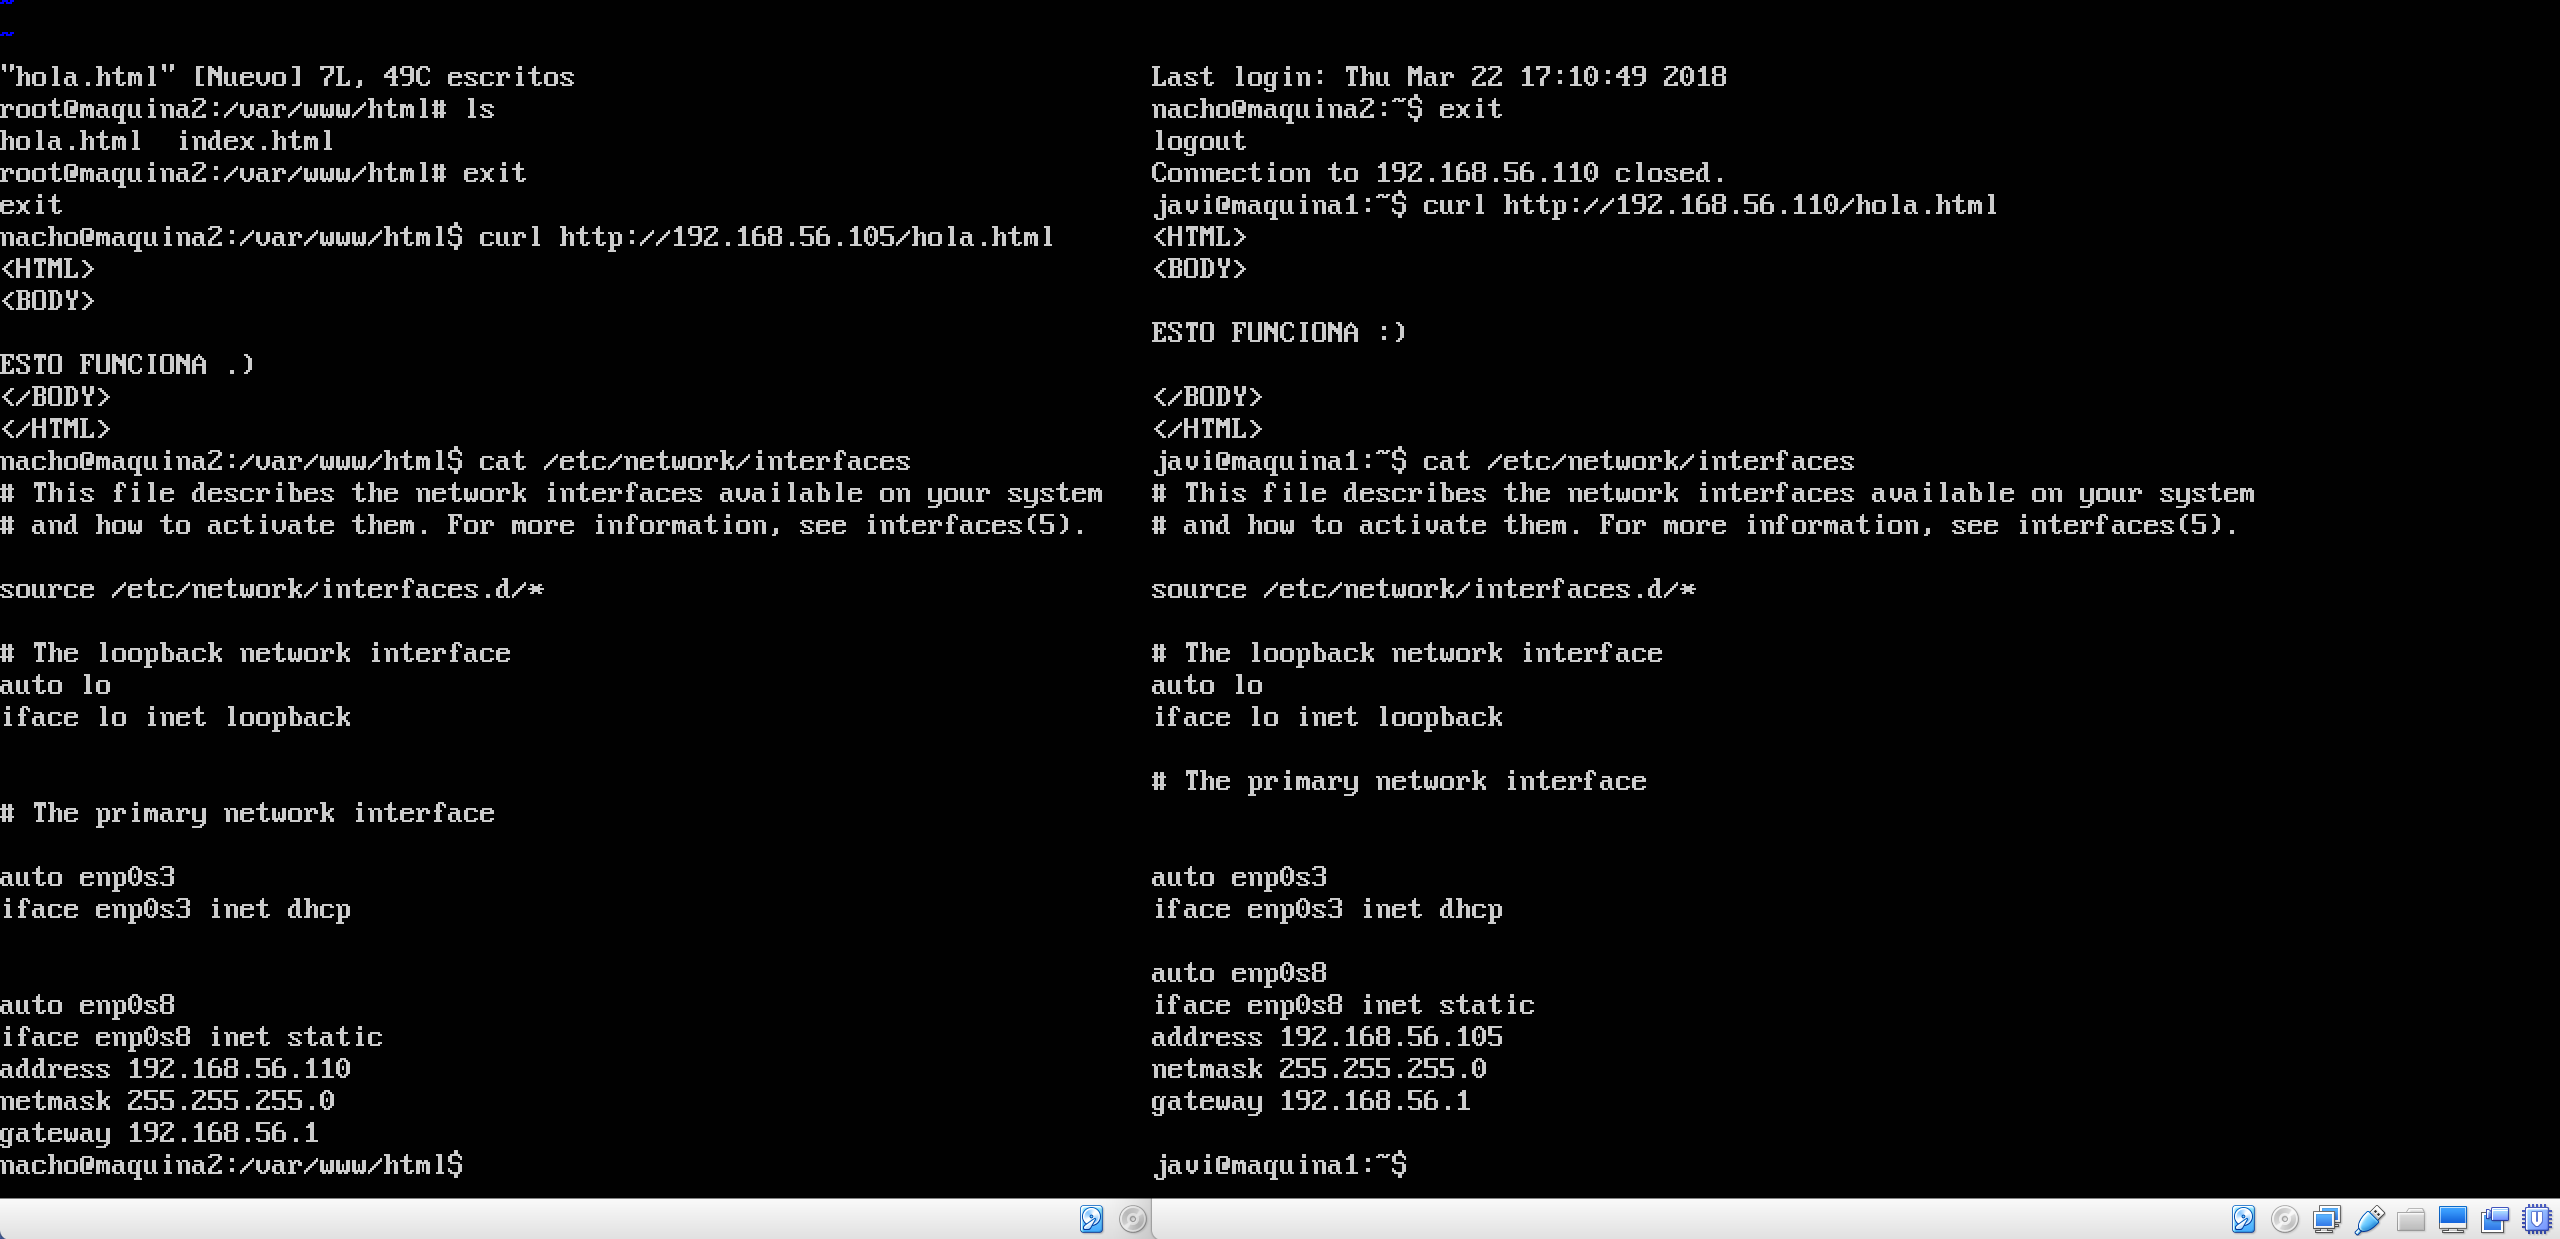 ~
~
"hola.html" [Nuevo] 7L, 49C escritos
root@maquina2:/var/www/html# ls
hola.html  index.html
root@maquina2:/var/www/html# exit
exit
nacho@maquina2:/var/www/html$ curl http://192.168.56.105/hola.html
<HTML>
<BODY>

ESTO FUNCIONA .)
</BODY>
</HTML>
nacho@maquina2:/var/www/html$ cat /etc/network/interfaces
# This file describes the network interfaces available on your system
# and how to activate them. For more information, see interfaces(5).

source /etc/network/interfaces.d/*

# The loopback network interface
auto lo
iface lo inet loopback

# The primary network interface

auto enp0s3
iface enp0s3 inet dhcp

auto enp0s8
iface enp0s8 inet static
address 192.168.56.110
netmask 255.255.255.0
gateway 192.168.56.1
nacho@maquina2:/var/www/html$

Last login: Thu Mar 22 17:10:49 2018
nacho@maquina2:~$ exit
logout
Connection to 192.168.56.110 closed.
javi@maquina1:~$ curl http://192.168.56.110/hola.html
<HTML>
<BODY>

ESTO FUNCIONA :)

</BODY>
</HTML>
javi@maquina1:~$ cat /etc/network/interfaces
# This file describes the network interfaces available on your system
# and how to activate them. For more information, see interfaces(5).

source /etc/network/interfaces.d/*

# The loopback network interface
auto lo
iface lo inet loopback

# The primary network interface

auto enp0s3
iface enp0s3 inet dhcp

auto enp0s8
iface enp0s8 inet static
address 192.168.56.105
netmask 255.255.255.0
gateway 192.168.56.1

javi@maquina1:~$